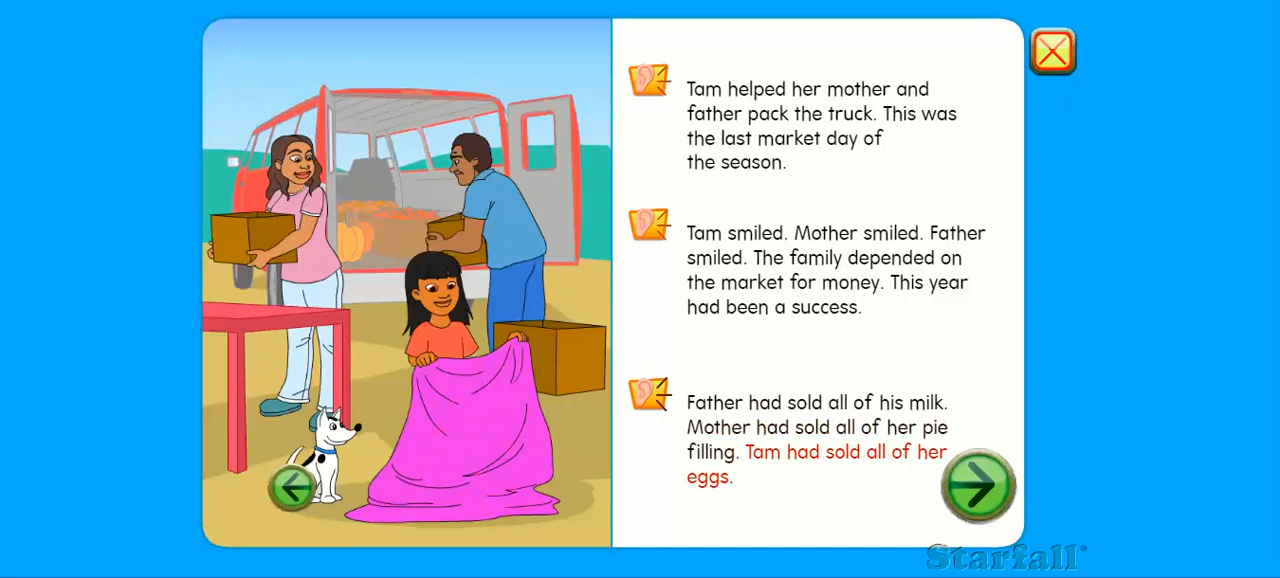 Tam helped her mother and
father pack the truck. This was
the last market day of
the season.
Tam smiled. Mother smiled. Father
smiled. The family depended on
the market for money. This year
had been a success.
Father had sold all of his milk.
Mother had sold all of her pie
filling. Tam had sold all of her
eggs.
Starfall